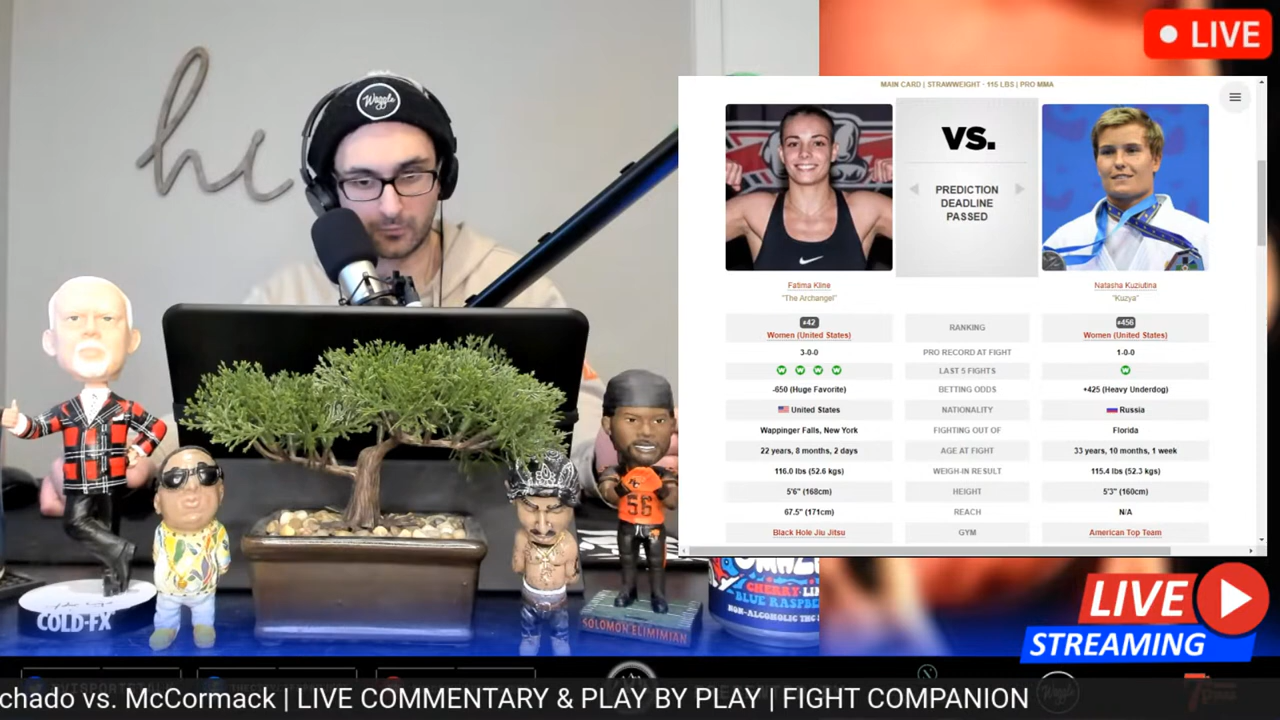 LIVE
hi
Waggle
MAIN CARD | STRAWWEIGHT · 115 LBS | PRO MMA
VS.
PREDICTION
DEADLINE
PASSED
Fatima Kline
Natasha Kuziutina
"The Archangel"
"Kuzya"
#42
#456
Women (United States)
RANKING
Women (United States)
3-0-0
PRO RECORD AT FIGHT
1-0-0
W W W W
LAST 5 FIGHTS
W
-650 (Huge Favorite)
BETTING ODDS
+425 (Heavy Underdog)
United States
NATIONALITY
Russia
Wappinger Falls, New York
FIGHTING OUT OF
Florida
22 years, 8 months, 2 days
AGE AT FIGHT
33 years, 10 months, 1 week
116.0 lbs (52.6 kgs)
WEIGH-IN RESULT
115.4 lbs (52.3 kgs)
5'6" (168cm)
HEIGHT
5'3" (160cm)
67.5" (171cm)
REACH
N/A
Black Hole Jiu Jitsu
GYM
American Top Team
56
COLD-FX
SOLOMON ELIMIMIAN
CHERRY-LI
BLUE RASPB
NON-ALCOHOLIC THC
LIVE
STREAMING
Waggle
chado vs. McCormack | LIVE COMMENTARY & PLAY BY PLAY | FIGHT COMPANION